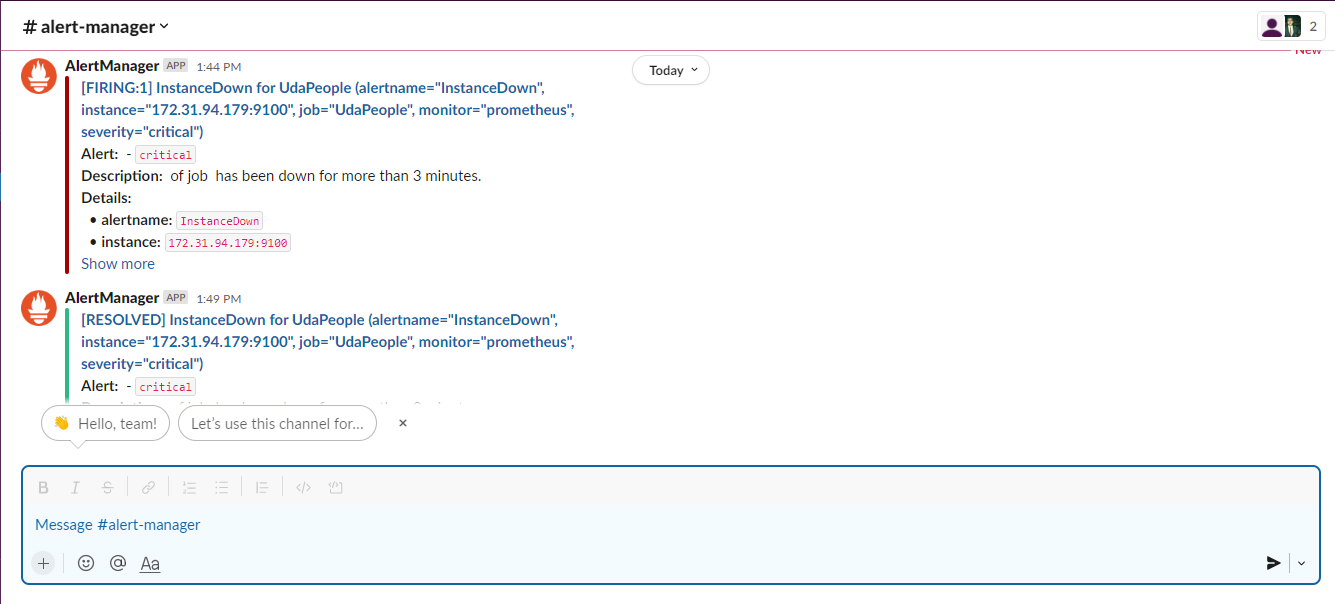 # alert-manager
2
New
Today
AlertManager APP 1:44 PM
[FIRING:1] InstanceDown for UdaPeople (alertname="InstanceDown",
instance="172.31.94.179:9100", job="UdaPeople", monitor="prometheus",
severity="critical")
Alert: - critical
Description: of job has been down for more than 3 minutes.
Details:
• alertname: InstanceDown
• instance: 172.31.94.179:9100
Show more
AlertManager APP 1:49 PM
[RESOLVED] InstanceDown for UdaPeople (alertname="InstanceDown",
instance="172.31.94.179:9100", job="UdaPeople", monitor="prometheus",
severity="critical")
Alert: - critical
👋 Hello, team! Let's use this channel for...
B I S
Message #alert-manager
+ @ Aa